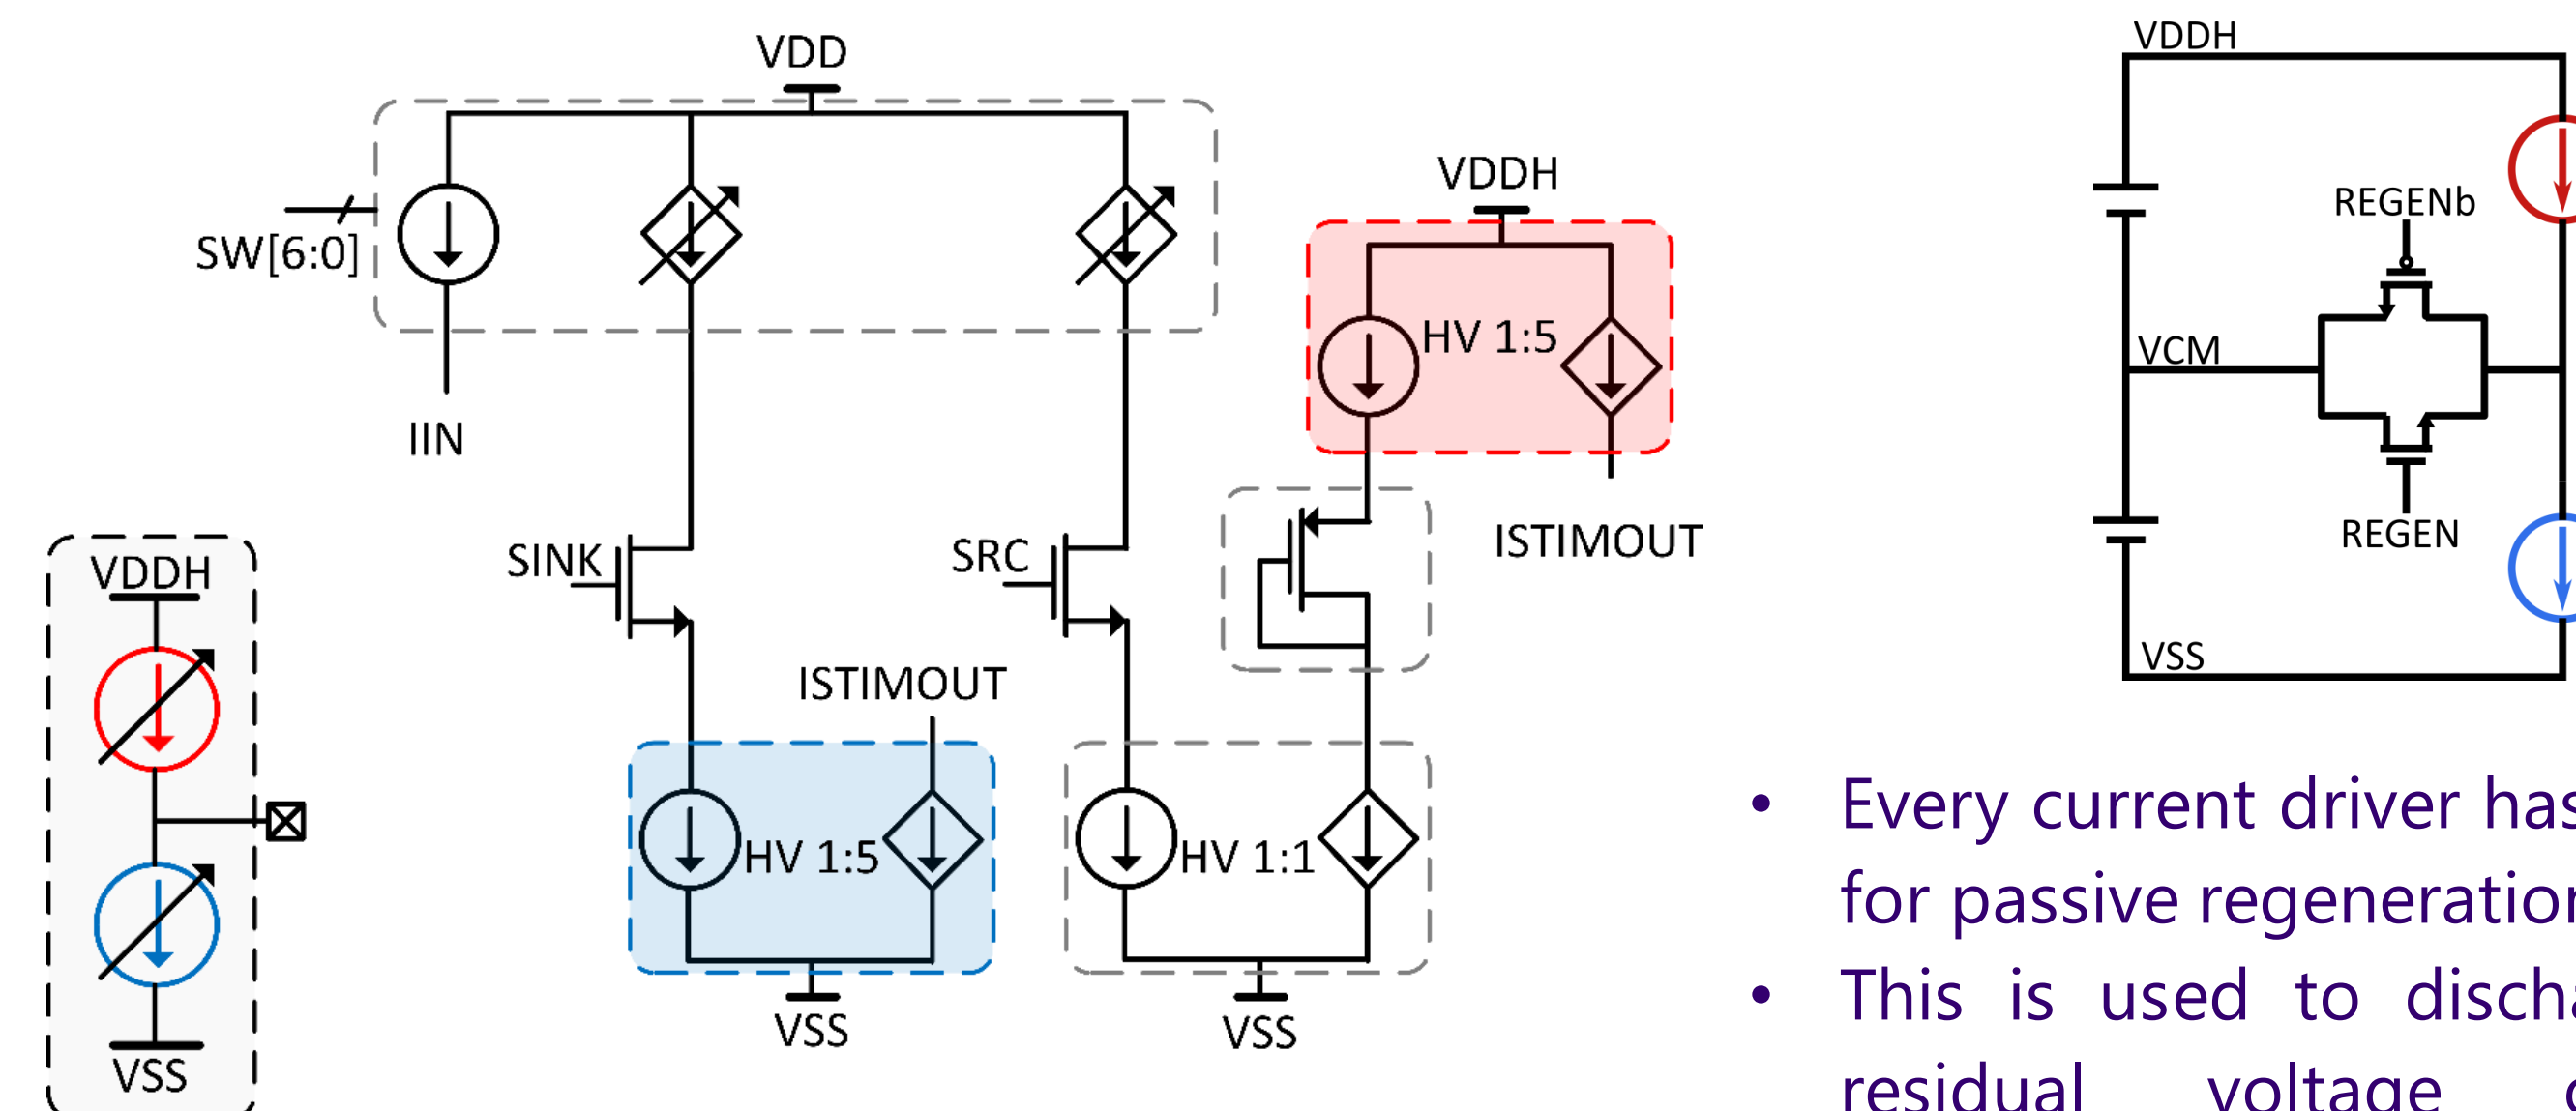 VDD
SW[6:0]
IIN
VDDH
HV 1:5
ISTIMOUT
SINK
SRC
ISTIMOUT
HV 1:5
HV 1:1
VSS
VSS
VDDH
VSS
VDDH
REGENb
VCM
REGEN
VSS
• Every current driver has
for passive regeneration
• This is used to discha
residual voltage